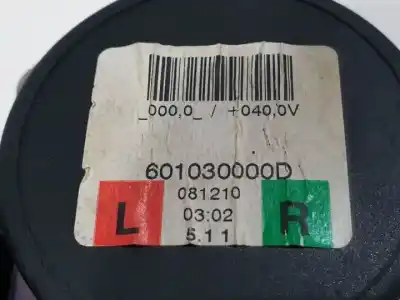 _000,0_ / +040,0V
601030000D
081210
L 03:02 R
5.11